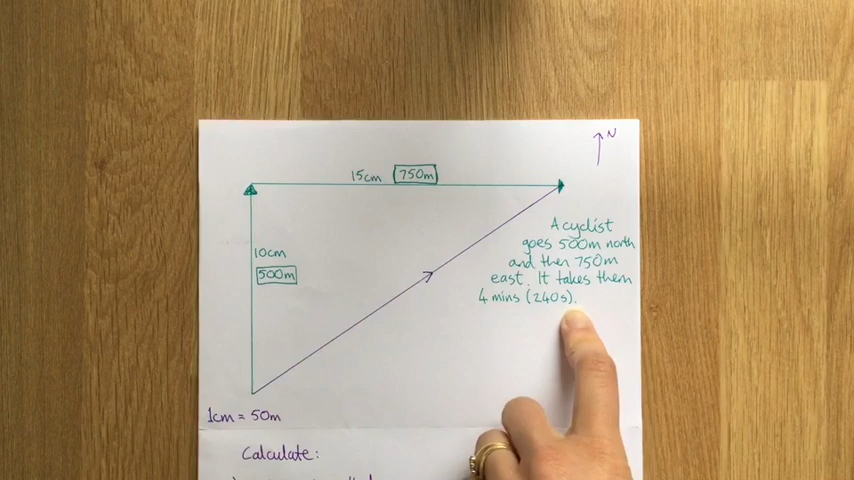 N
15cm 750m
10cm
500m
A cyclist
goes 500m north
and then 750m
east. It takes them
4 mins (240s).
1cm = 50m
Calculate: